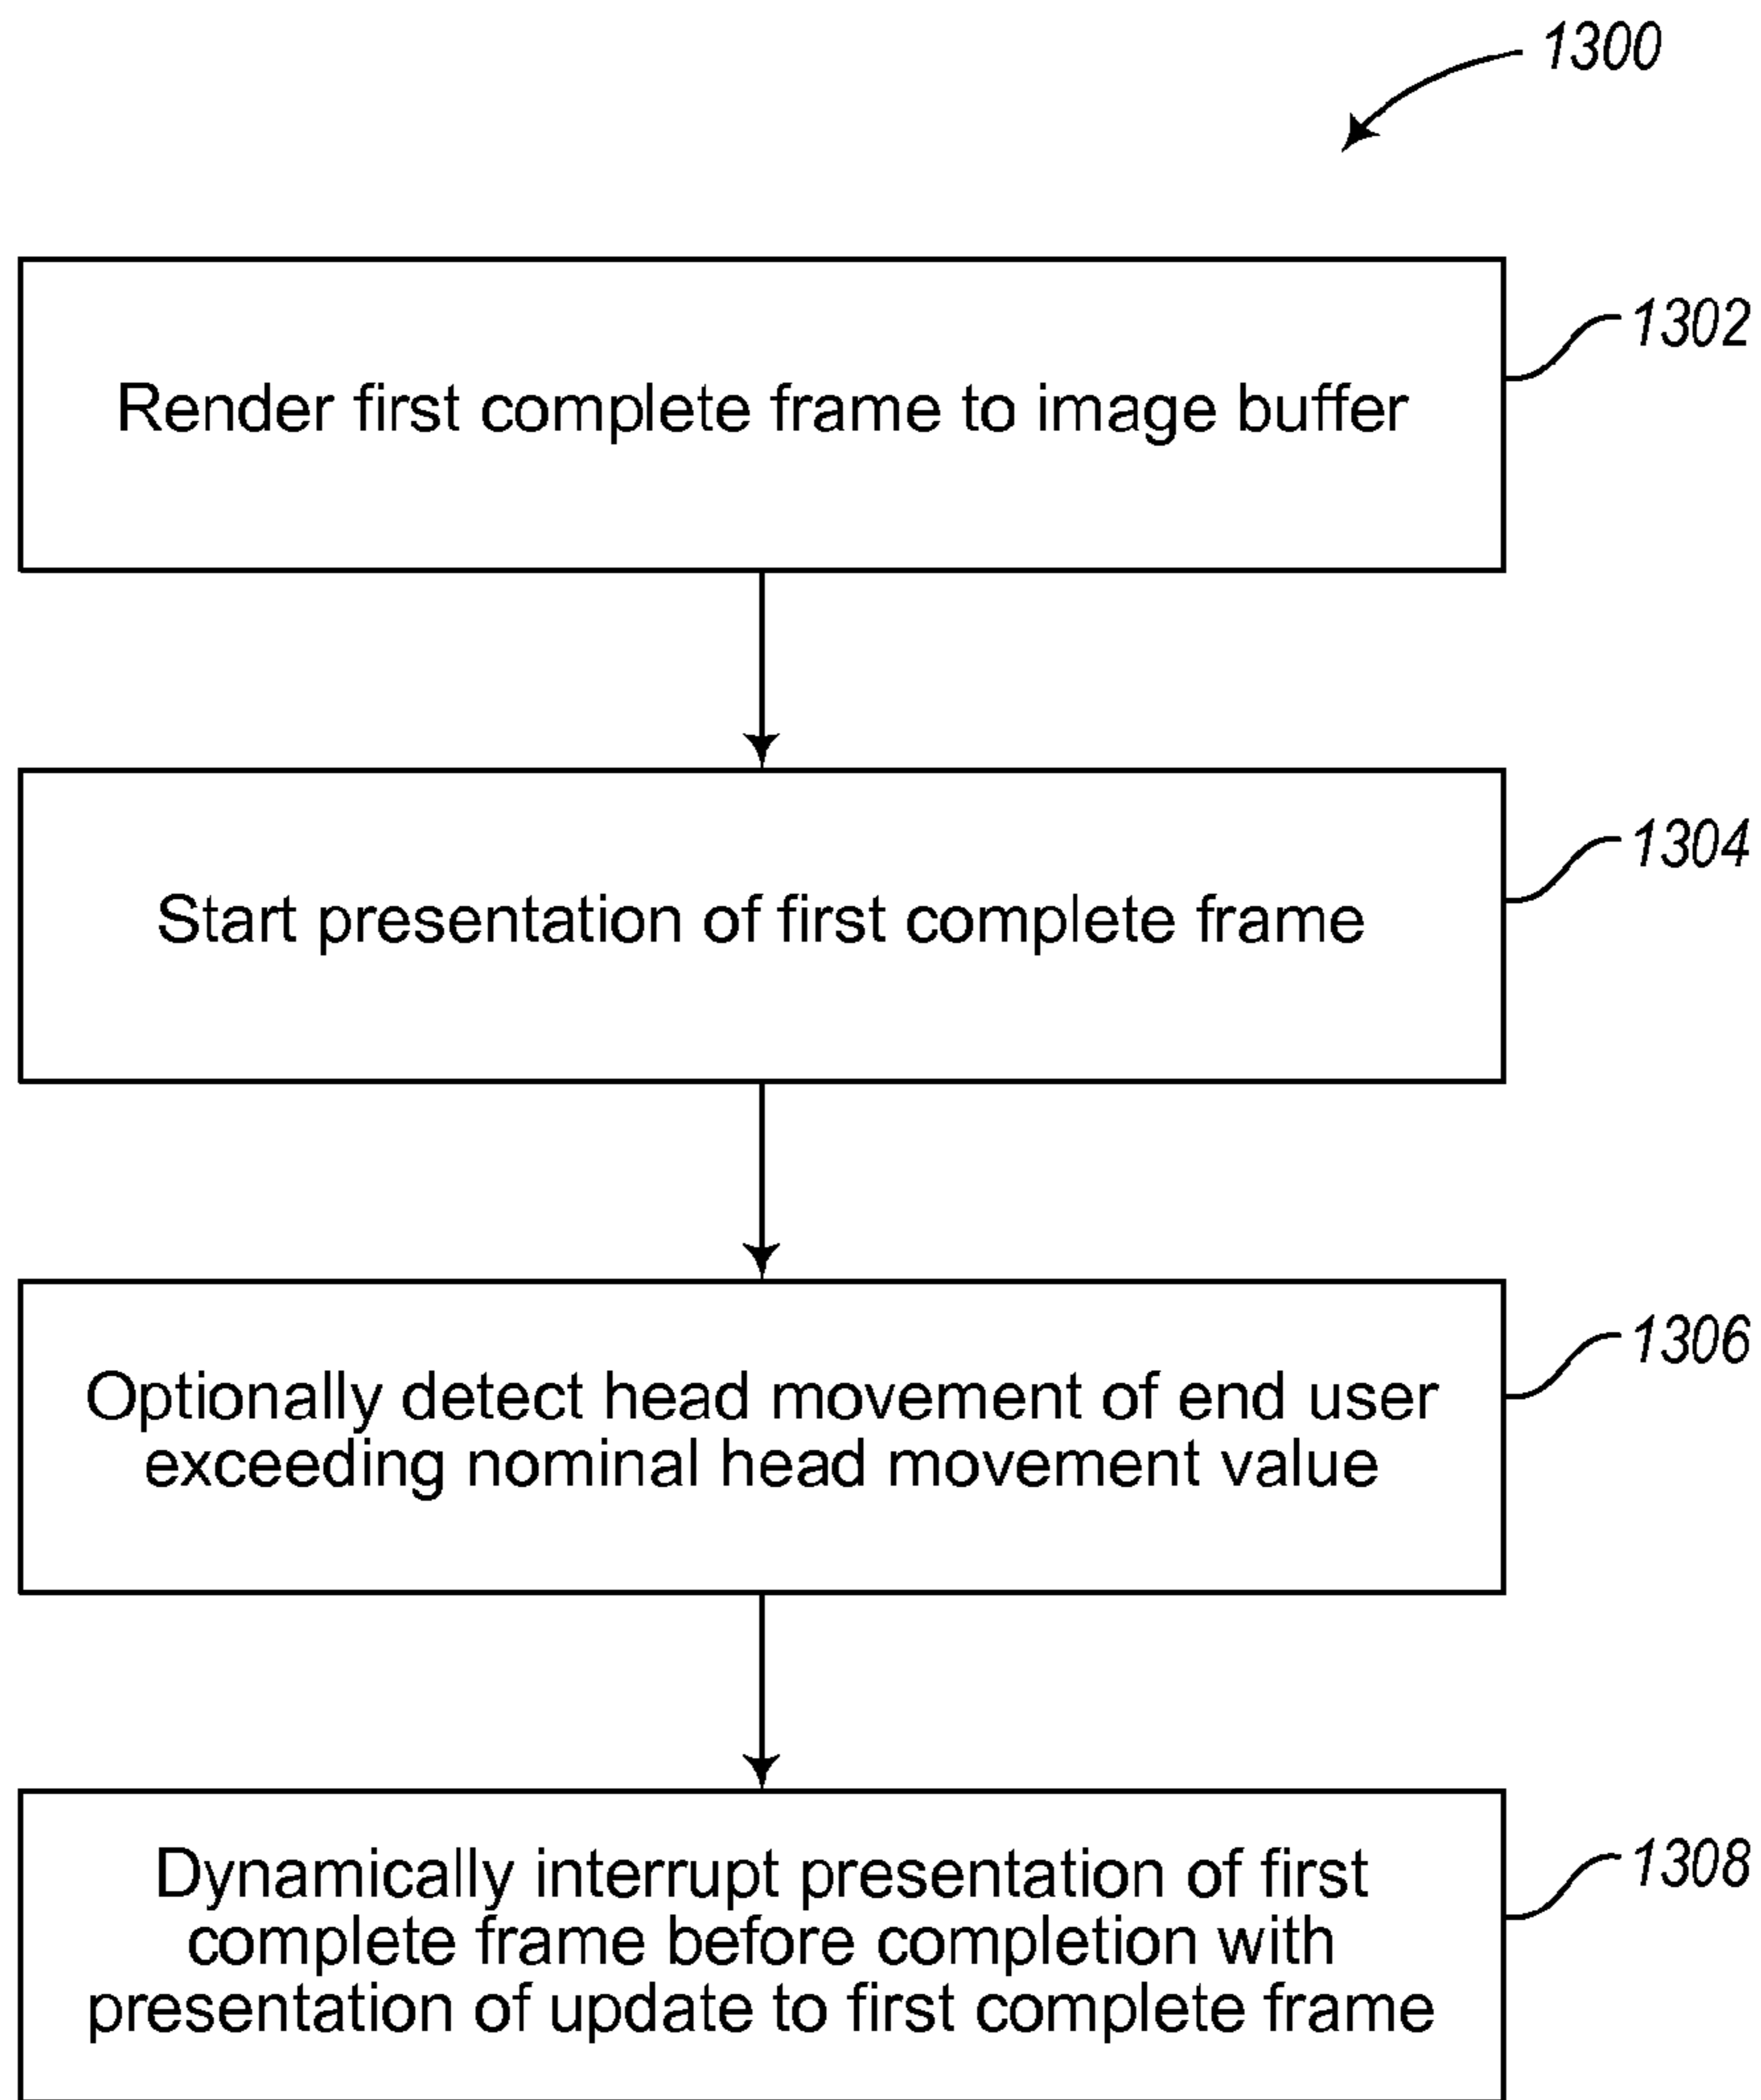 1300
1302
Render first complete frame to image buffer
1304
Start presentation of first complete frame
1306
Optionally detect head movement of end user
exceeding nominal head movement value
1308
Dynamically interrupt presentation of first
complete frame before completion with
presentation of update to first complete frame